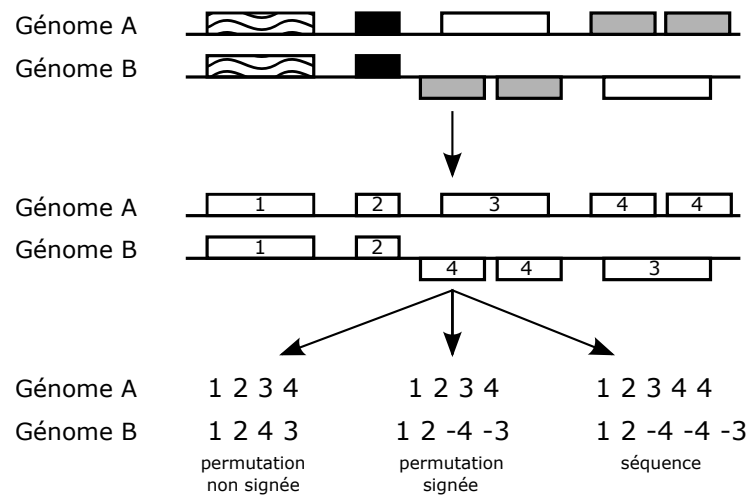 Génome A
Génome B
Génome A 1 2 3 4 4
Génome B 1 2
4 4 3
Génome A 1 2 3 4 1 2 3 4 1 2 3 4 4
Génome B 1 2 4 3 1 2 -4 -3 1 2 -4 -4 -3
permutation permutation séquence
non signée signée